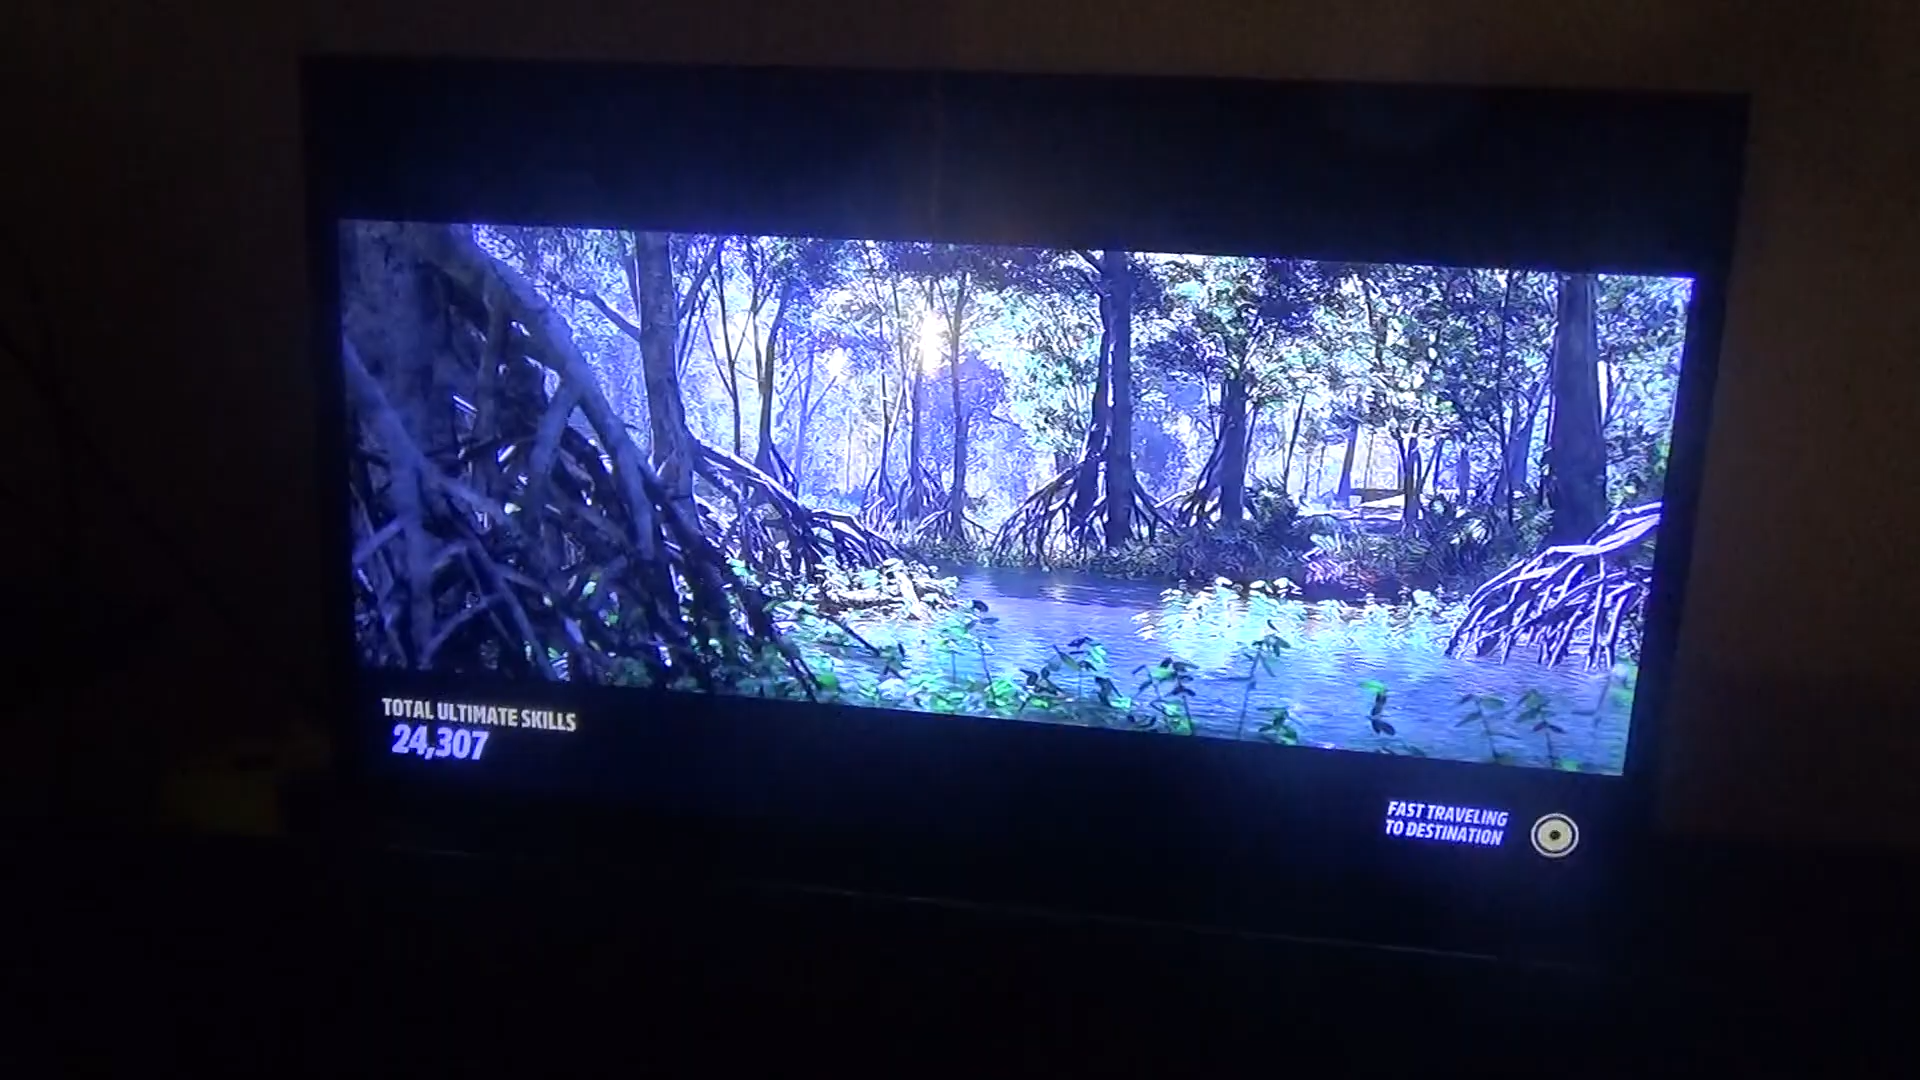 TOTAL ULTIMATE SKILLS
24,307
FAST TRAVELING
TO DESTINATION